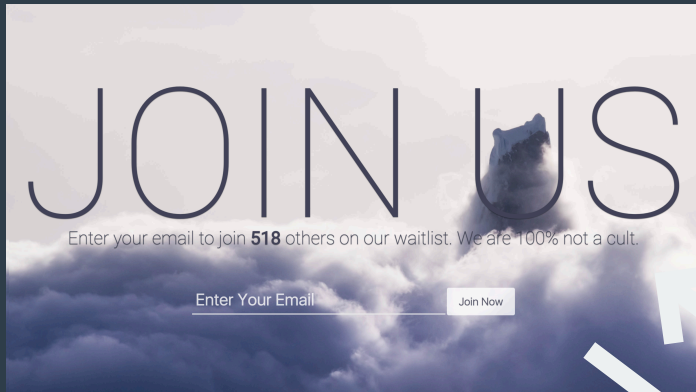 JOIN US
Enter your email to join 518 others on our waitlist. We are 100% not a cult.
Enter Your Email
Join Now